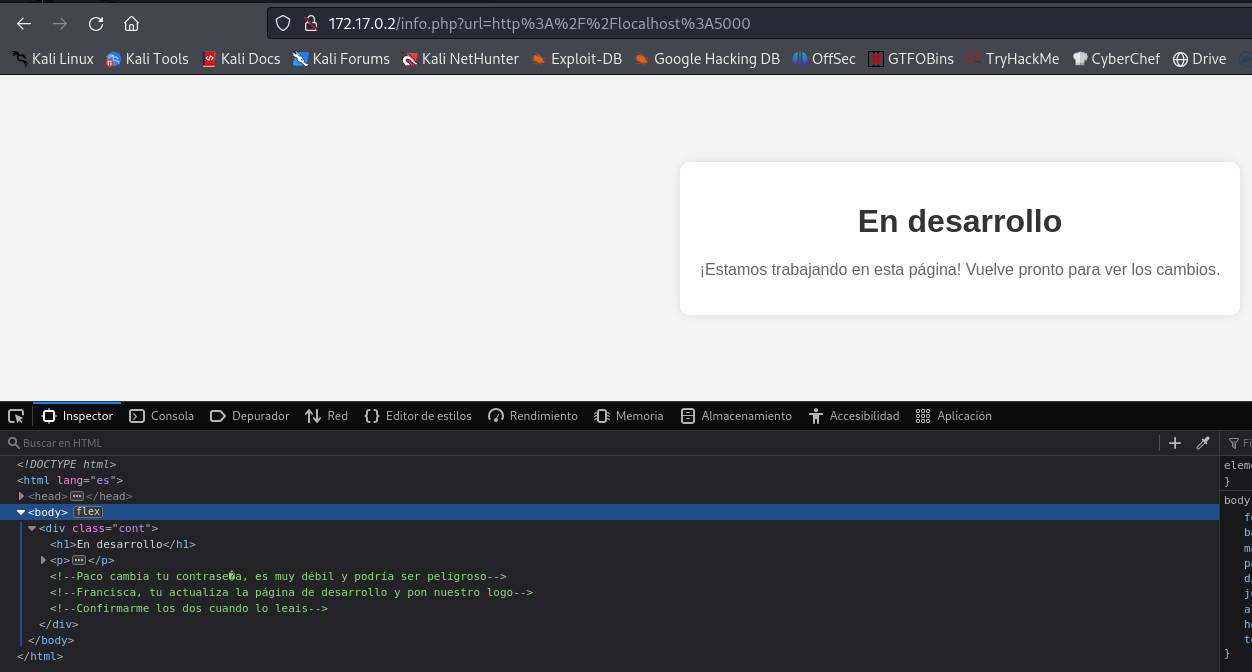 172.17.0.2/info.php?url=http%3A%2F%2Flocalhost%3A5000
Kali Linux Kali Tools Kali Docs Kali Forums Kali NetHunter Exploit-DB Google Hacking DB OffSec GTFOBins TryHackMe CyberChef Drive
En desarrollo
¡Estamos trabajando en esta página! Vuelve pronto para ver los cambios.
Inspector Consola Depurador Red Editor de estilos Rendimiento Memoria Almacenamiento Accesibilidad Aplicación
Buscar en HTML
<!DOCTYPE html>
<html lang="es">
<head> </head>
<body> flex
<div class="cont">
<h1>En desarrollo</h1>
<p> </p>
<!--Paco cambia tu contrase�a, es muy débil y podría ser peligroso-->
<!--Francisca, tu actualiza la página de desarrollo y pon nuestro logo-->
<!--Confirmarme los dos cuando lo leais-->
</div>
</body>
</html>
}
body
}